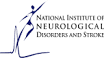 NATIONAL INSTITUTE OF
NEUROLOGICAL
DISORDERS AND STROKE